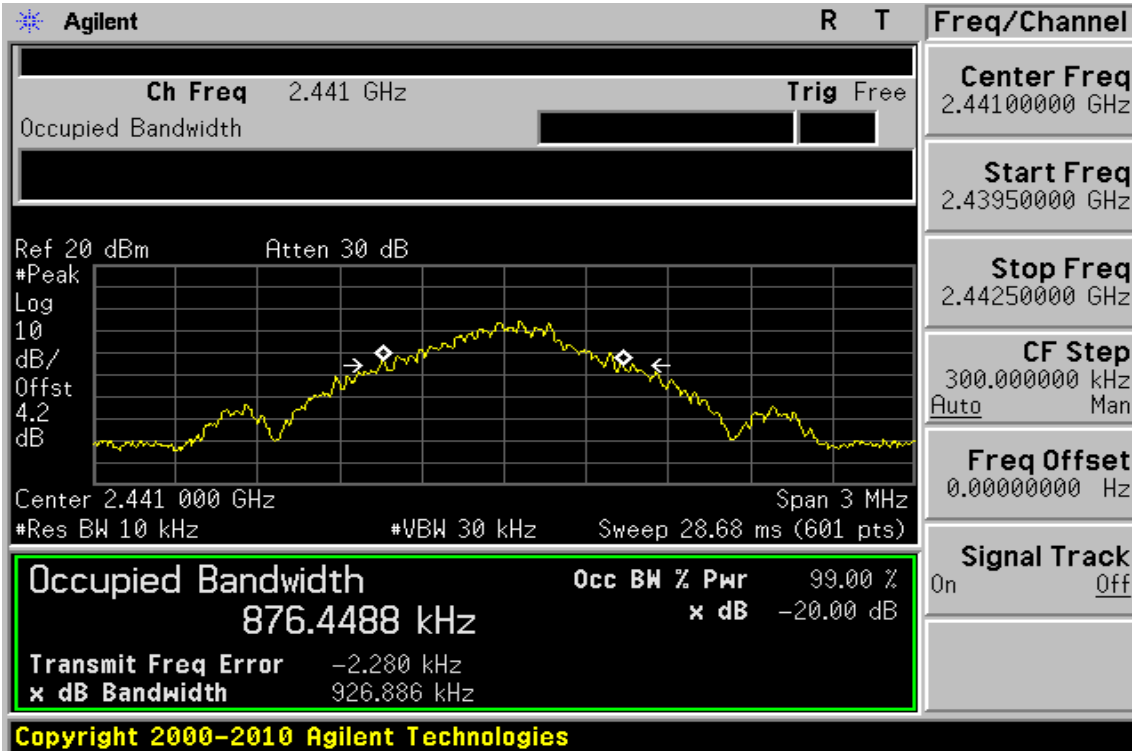 Agilent R T
Ch Freq 2.441 GHz Trig Free
Occupied Bandwidth
Ref 20 dBm Atten 30 dB
#Peak
Log
10
dB/
Offst
4.2
dB
Center 2.441 000 GHz Span 3 MHz
#Res BW 10 kHz #VBW 30 kHz Sweep 28.68 ms (601 pts)
Occupied Bandwidth
876.4488 kHz
Occ BW % Pwr 99.00 %
x dB -20.00 dB
Transmit Freq Error -2.280 kHz
x dB Bandwidth 926.886 kHz
Copyright 2000-2010 Agilent Technologies
Freq/Channel
Center Freq
2.44100000 GHz
Start Freq
2.43950000 GHz
Stop Freq
2.44250000 GHz
CF Step
300.000000 kHz
Auto Man
Freq Offset
0.00000000 Hz
Signal Track
On Off